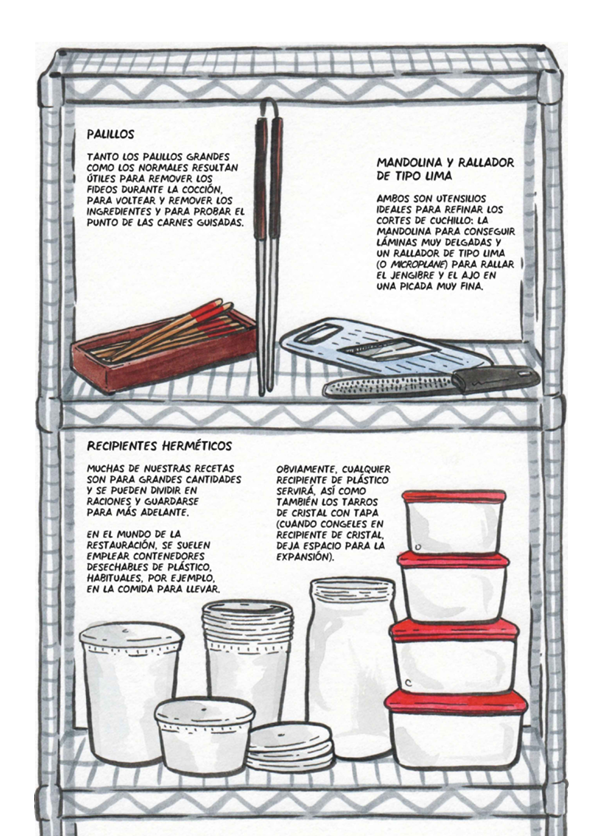 PALILLOS
TANTO LOS PALILLOS GRANDES
COMO LOS NORMALES RESULTAN
ÚTILES PARA REMOVER LOS
FIDEOS DURANTE LA COCCIÓN,
PARA VOLTEAR Y REMOVER LOS
INGREDIENTES Y PARA PROBAR EL
PUNTO DE LAS CARNES GUISADAS.
MANDOLINA Y RALLADOR
DE TIPO LIMA
AMBOS SON UTENSILIOS
IDEALES PARA REFINAR LOS
CORTES DE CUCHILLO: LA
MANDOLINA PARA CONSEGUIR
LÁMINAS MUY DELGADAS Y
UN RALLADOR DE TIPO LIMA
(O MICROPLANE) PARA RALLAR
EL JENGIBRE Y EL AJO EN
UNA PICADA MUY FINA.
RECIPIENTES HERMÉTICOS
MUCHAS DE NUESTRAS RECETAS
SON PARA GRANDES CANTIDADES
Y SE PUEDEN DIVIDIR EN
RACIONES Y GUARDARSE
PARA MÁS ADELANTE.
EN EL MUNDO DE LA
RESTAURACIÓN, SE SUELEN
EMPLEAR CONTENEDORES
DESECHABLES DE PLÁSTICO,
HABITUALES, POR EJEMPLO,
EN LA COMIDA PARA LLEVAR.
OBVIAMENTE, CUALQUIER
RECIPIENTE DE PLÁSTICO
SERVIRÁ, ASÍ COMO
TAMBIÉN LOS TARROS
DE CRISTAL CON TAPA
(CUANDO CONGELES EN
RECIPIENTE DE CRISTAL,
DEJA ESPACIO PARA LA
EXPANSIÓN).